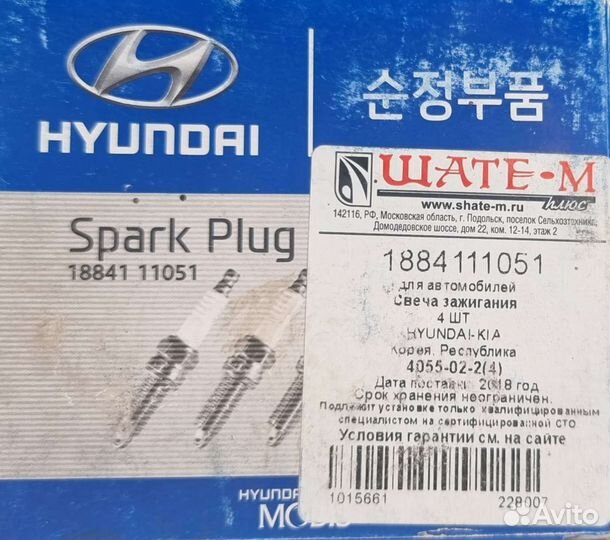 HYUNDAI
순정부품
Spark Plug
18841 11051
ШАТЕ-М
плюс
www.shate-m.ru
142116, РФ, Московская область, г. Подольск, поселок Сельхозтехника,
Домодедовское шоссе, дом 22, ком. 12-14, этаж 2
1884111051
для автомобилей
Свеча зажигания
4 ШТ
HYUNDAI-KIA
Корея, Республика
4055-02-2(4)
Дата поставки 2018 год
Срок хранения неограничен.
Подлежит установке только квалифицированным
специалистом на сертифицированной СТО
Условия гарантии см. на сайте
1015661
228007
HYUNDAI
MOBIS
Avito